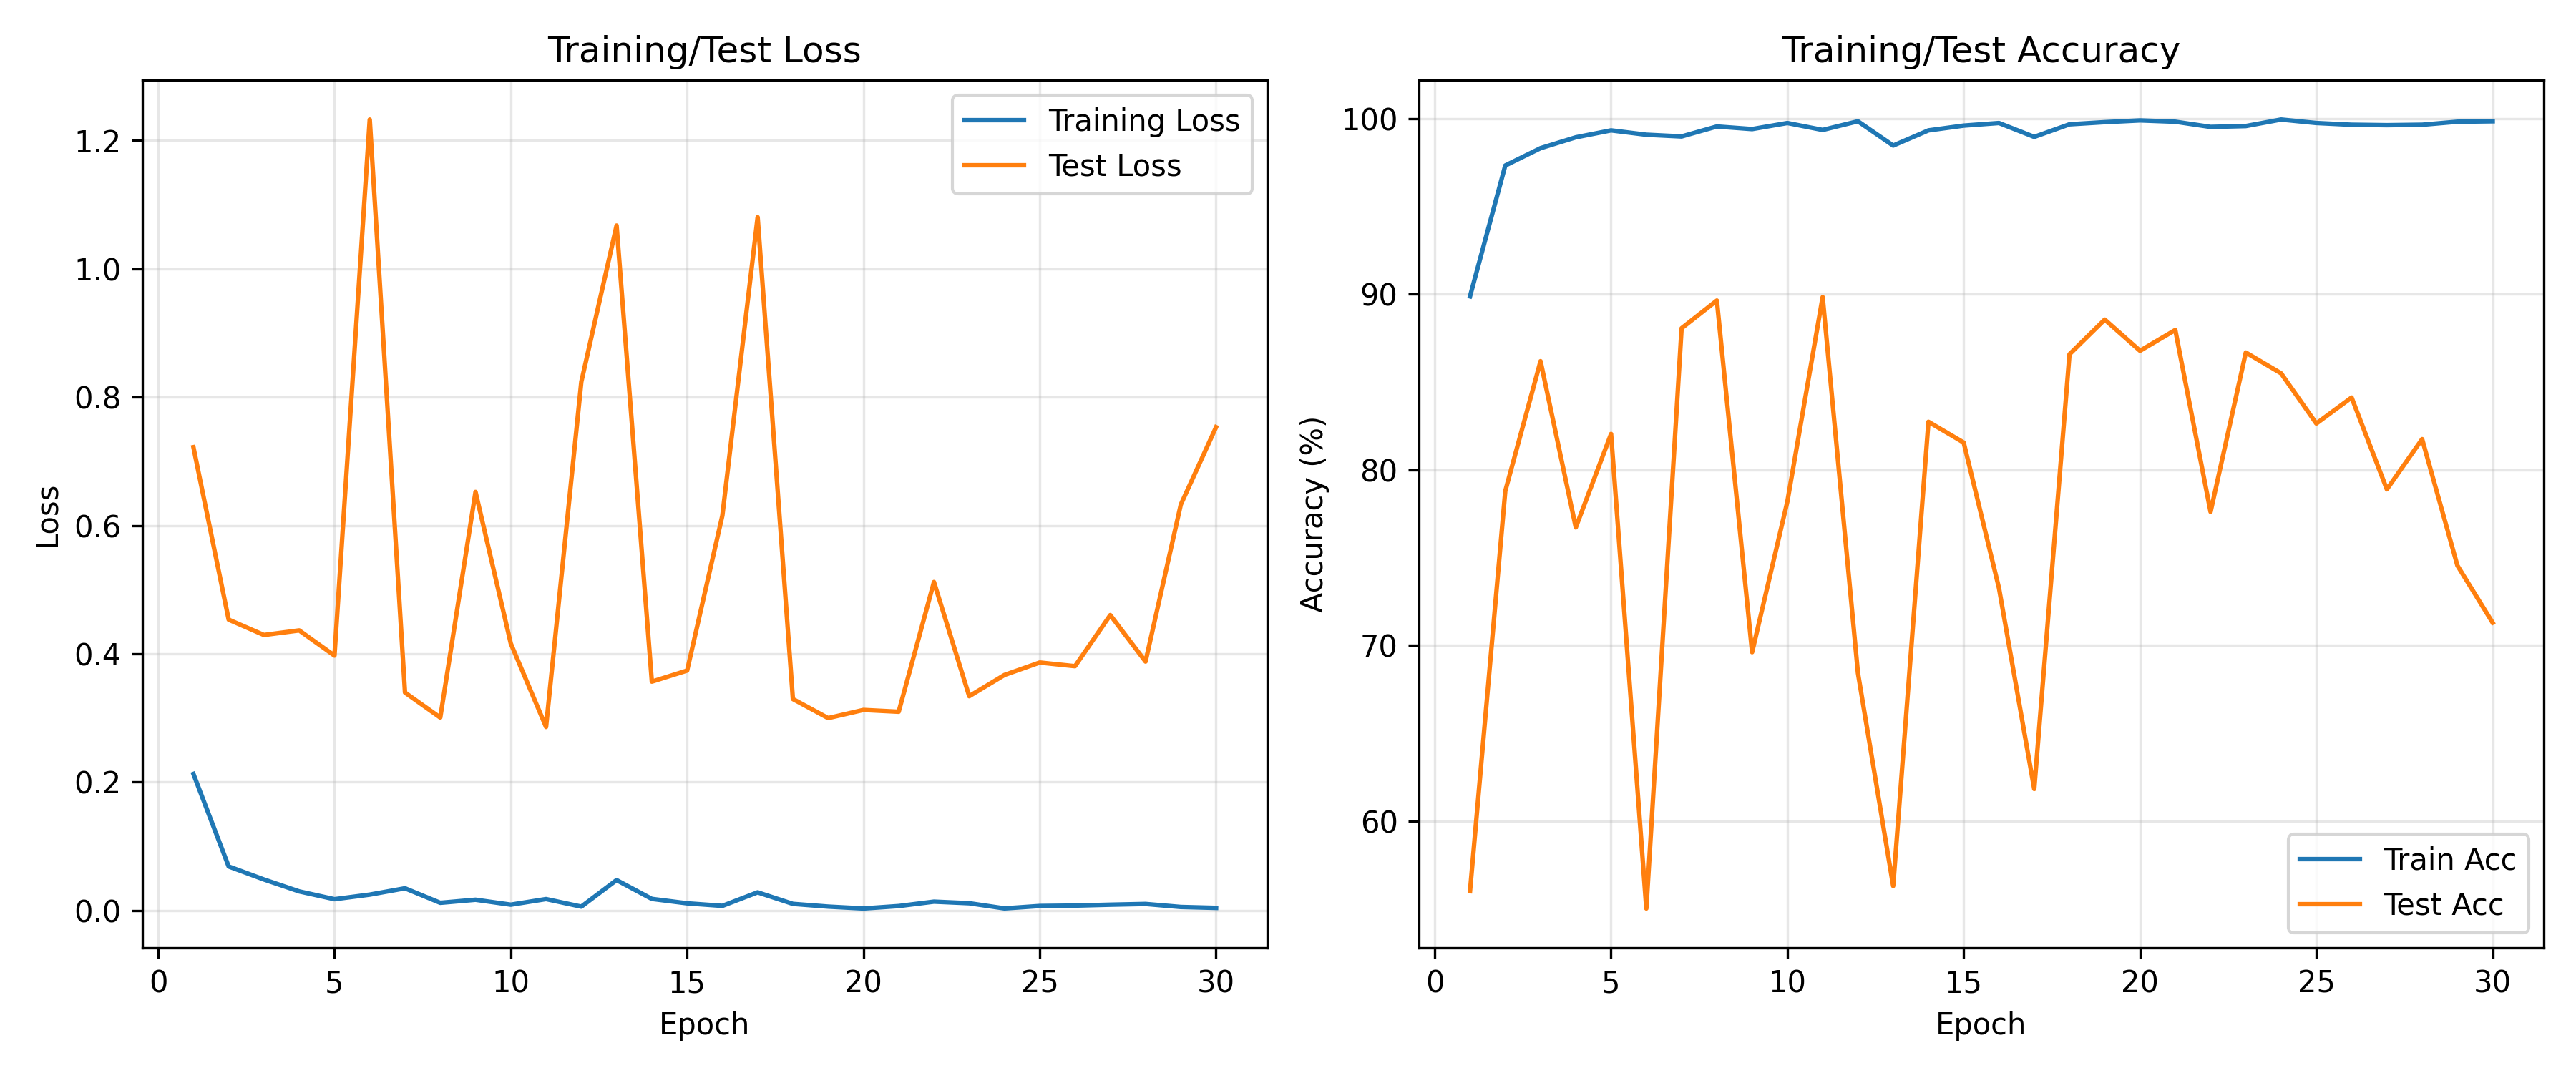 Training/Test Loss
Loss
1.2
1.0
0.8
0.6
0.4
0.2
0.0
Training Loss
Test Loss
0 5 10 15 20 25 30
Epoch
Training/Test Accuracy
Accuracy (%)
100
90
80
70
60
Train Acc
Test Acc
0 5 10 15 20 25 30
Epoch